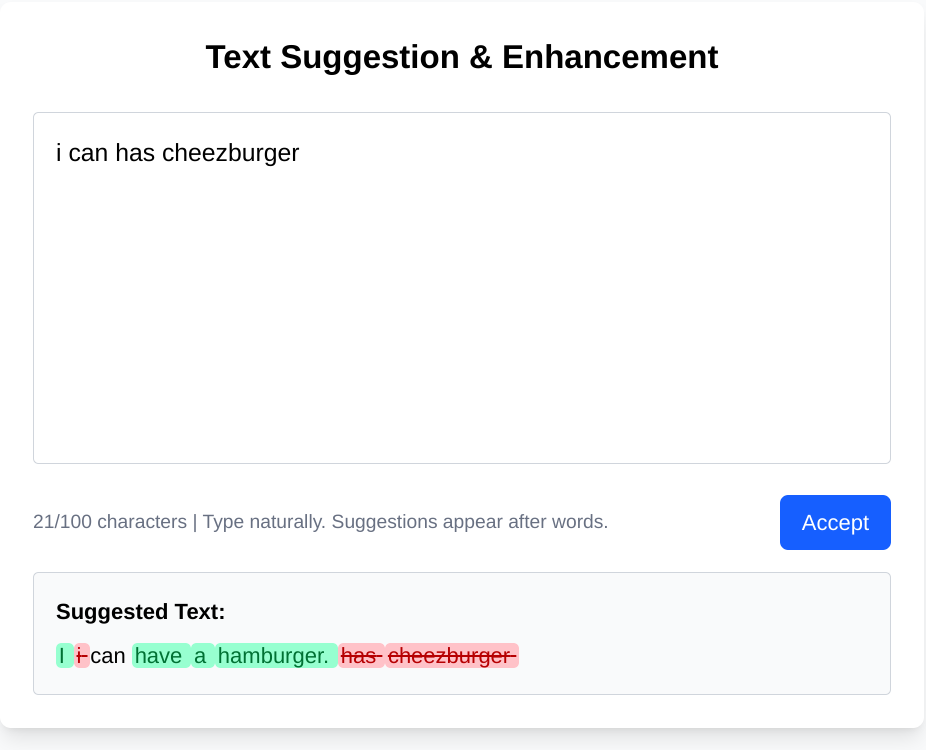 Text Suggestion & Enhancement
i can has cheezburger
21/100 characters | Type naturally. Suggestions appear after words.
Accept
Suggested Text:
I i can have a hamburger. has cheezburger